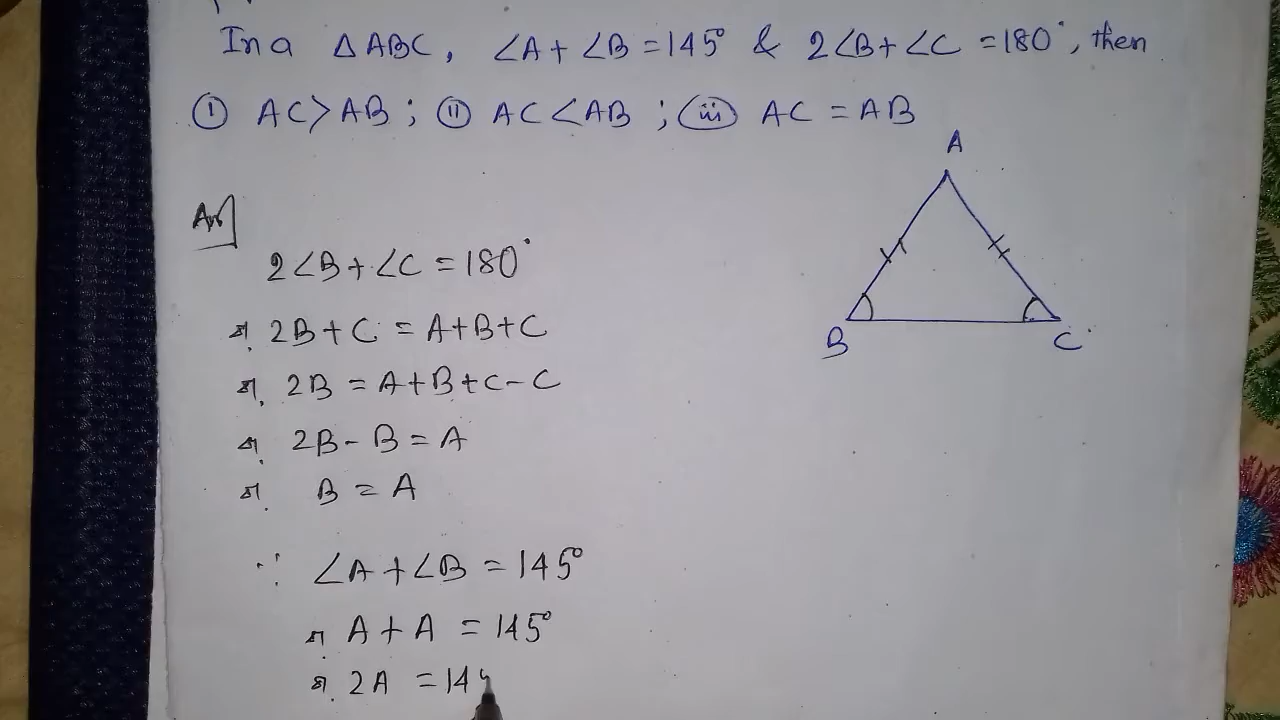 In a △ABC, ∠A + ∠B = 145° & 2∠B + ∠C = 180°, then
(i) AC > AB ; (ii) AC < AB ; (iii) AC = AB
A
B
C
2∠B + ∠C = 180°
বা, 2B + C = A + B + C
বা, 2B = A + B + C - C
বা, 2B - B = A
বা, B = A
∵ ∠A + ∠B = 145°
বা, A + A = 145°
বা, 2A = 14